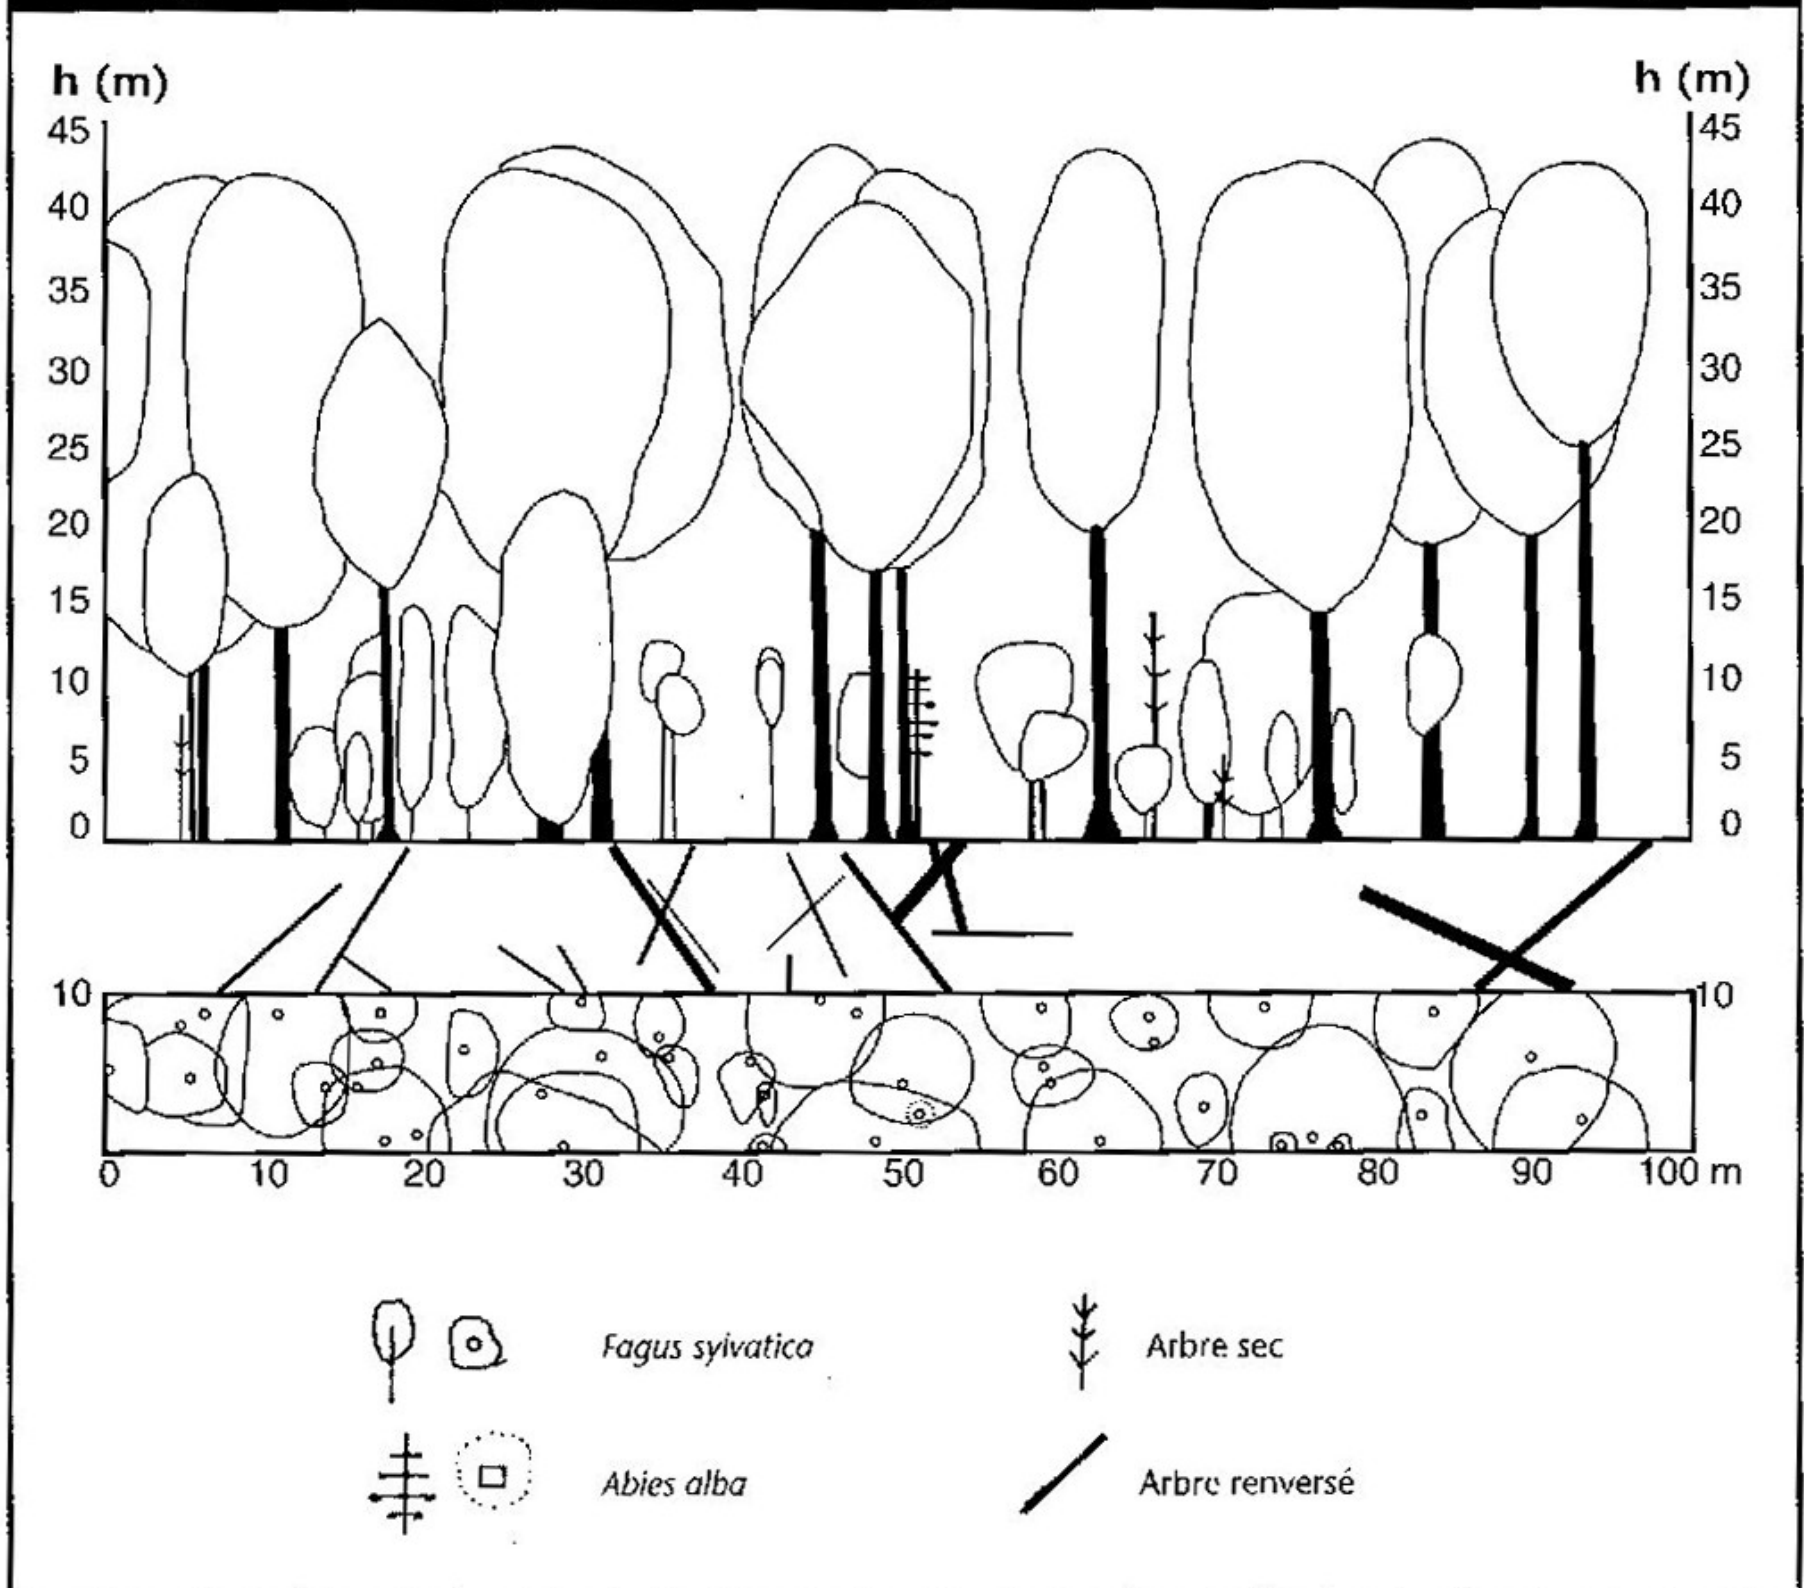 h (m) h (m)
45 45
40 40
35 35
30 30
25 25
20 20
15 15
10 10
5 5
0 0
10 10
0 10 20 30 40 50 60 70 80 90 100 m
Fagus sylvatica Arbre sec
Abies alba Arbre renversé